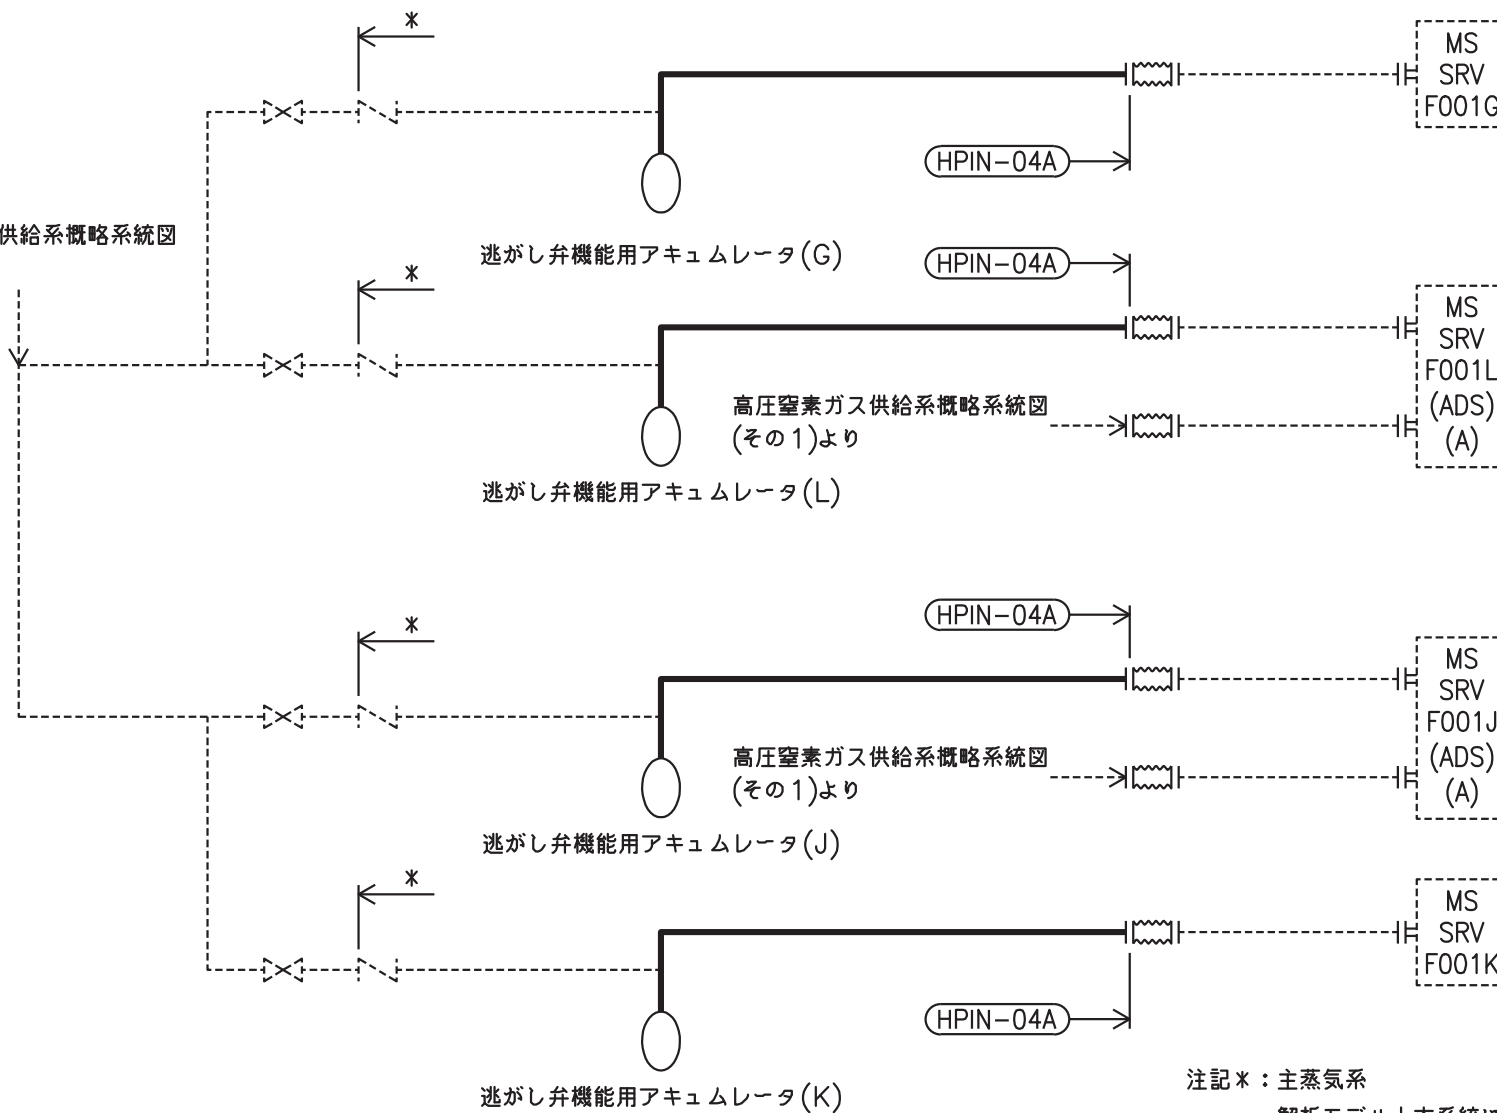 *
MS
SRV
F001G
HPIN-04A
供給系概略系統図
逃がし弁機能用アキュムレータ(G)
*
HPIN-04A
MS
SRV
F001L
(ADS)
(A)
高圧窒素ガス供給系概略系統図
(その1)より
逃がし弁機能用アキュムレータ(L)
*
HPIN-04A
MS
SRV
F001J
(ADS)
(A)
高圧窒素ガス供給系概略系統図
(その1)より
逃がし弁機能用アキュムレータ(J)
*
MS
SRV
F001K
HPIN-04A
逃がし弁機能用アキュムレータ(K)
注記*：主蒸気系